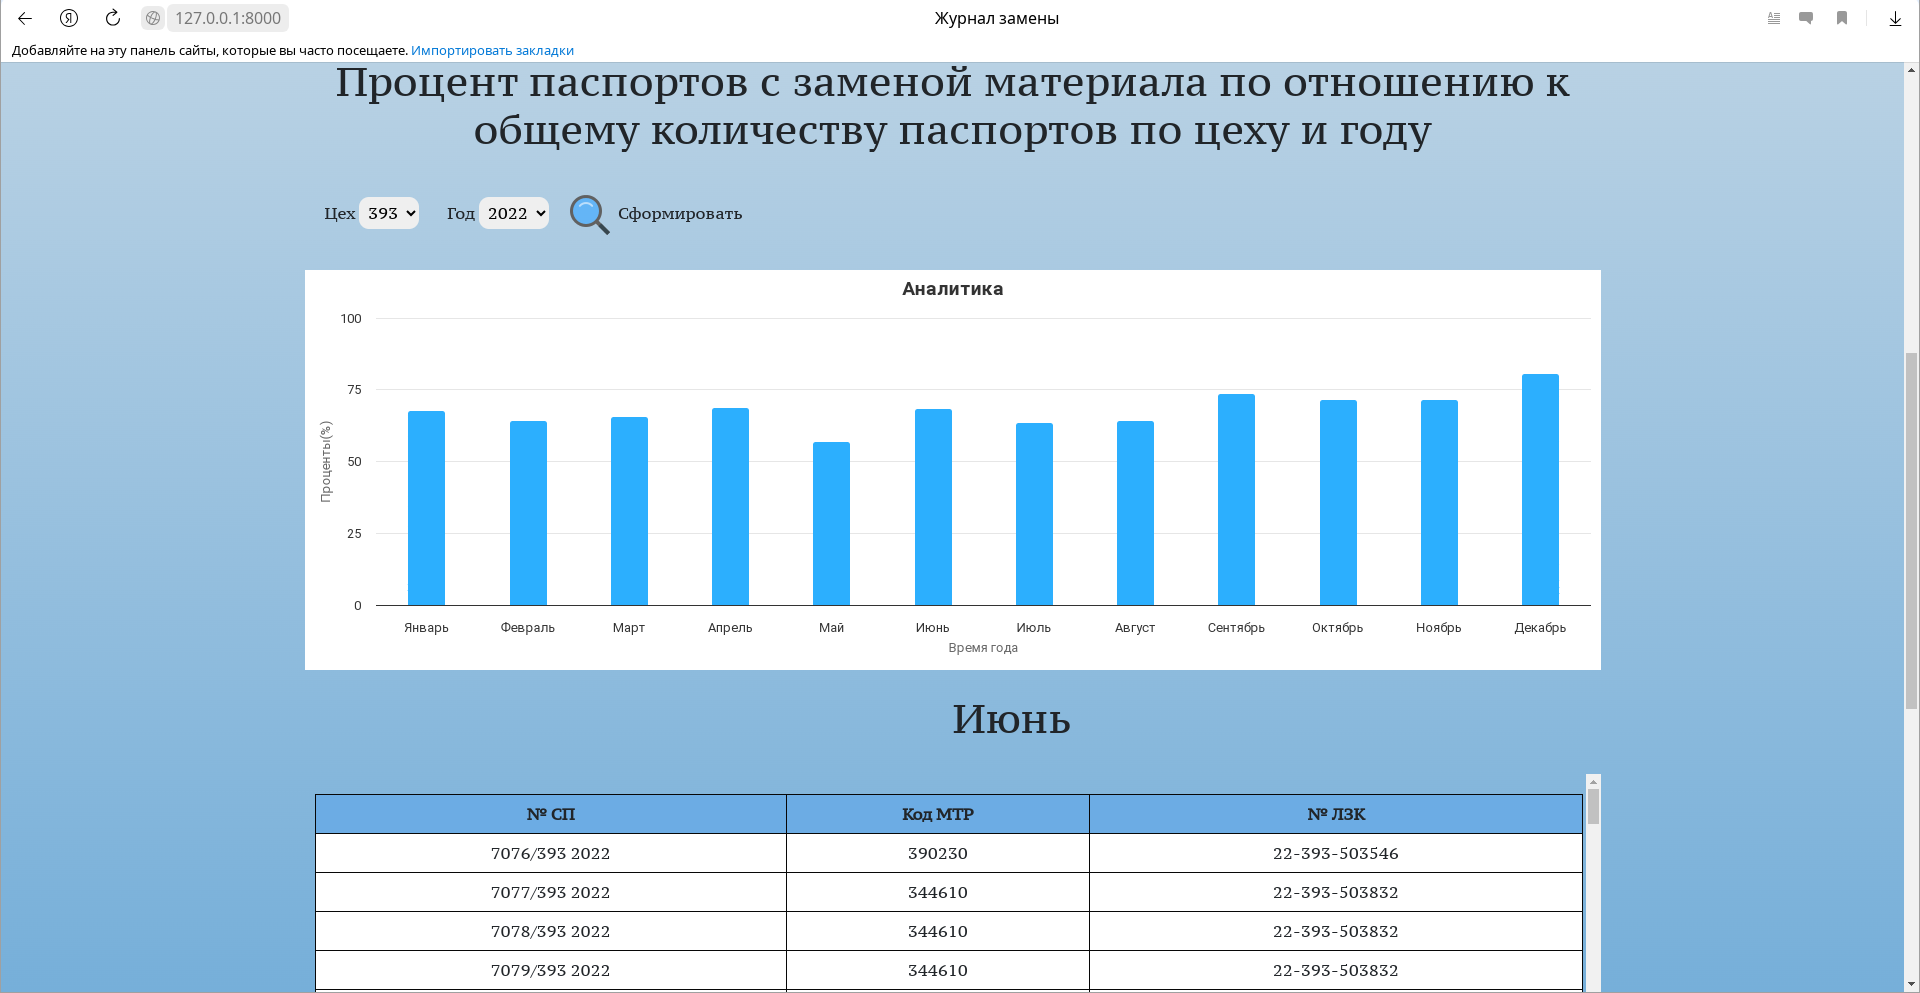 127.0.0.1:8000 Журнал замены
Добавляйте на эту панель сайты, которые вы часто посещаете. Импортировать закладки
Процент паспортов с заменой материала по отношению к
общему количеству паспортов по цеху и году
Цех 393 Год 2022 Сформировать
Аналитика
100
75
50
25
0
Проценты(%)
Январь Февраль Март Апрель Май Июнь Июль Август Сентябрь Октябрь Ноябрь Декабрь
Время года
Июнь
№ СП Код МТР № ЛЗК
7076/393 2022 390230 22-393-503546
7077/393 2022 344610 22-393-503832
7078/393 2022 344610 22-393-503832
7079/393 2022 344610 22-393-503832